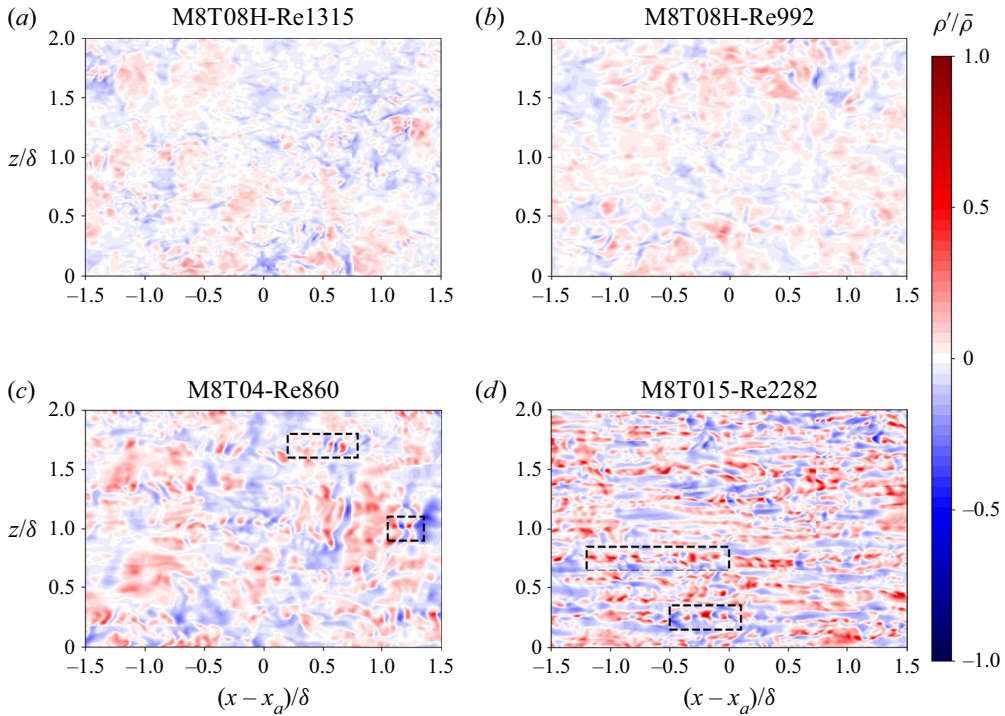 (a) M8T08H-Re1315
(b) M8T08H-Re992
ρ′/ρ̄
2.0
1.5
z/δ 1.0
0.5
0
–1.5 –1.0 –0.5 0 0.5 1.0 1.5
2.0
1.5
1.0
0.5
0
–1.5 –1.0 –0.5 0 0.5 1.0 1.5
(c) M8T04-Re860
(d) M8T015-Re2282
2.0
1.5
z/δ 1.0
0.5
0
–1.5 –1.0 –0.5 0 0.5 1.0 1.5
(x – xa)/δ
2.0
1.5
1.0
0.5
0
–1.5 –1.0 –0.5 0 0.5 1.0 1.5
(x – xa)/δ
1.0
0.5
0
–0.5
–1.0